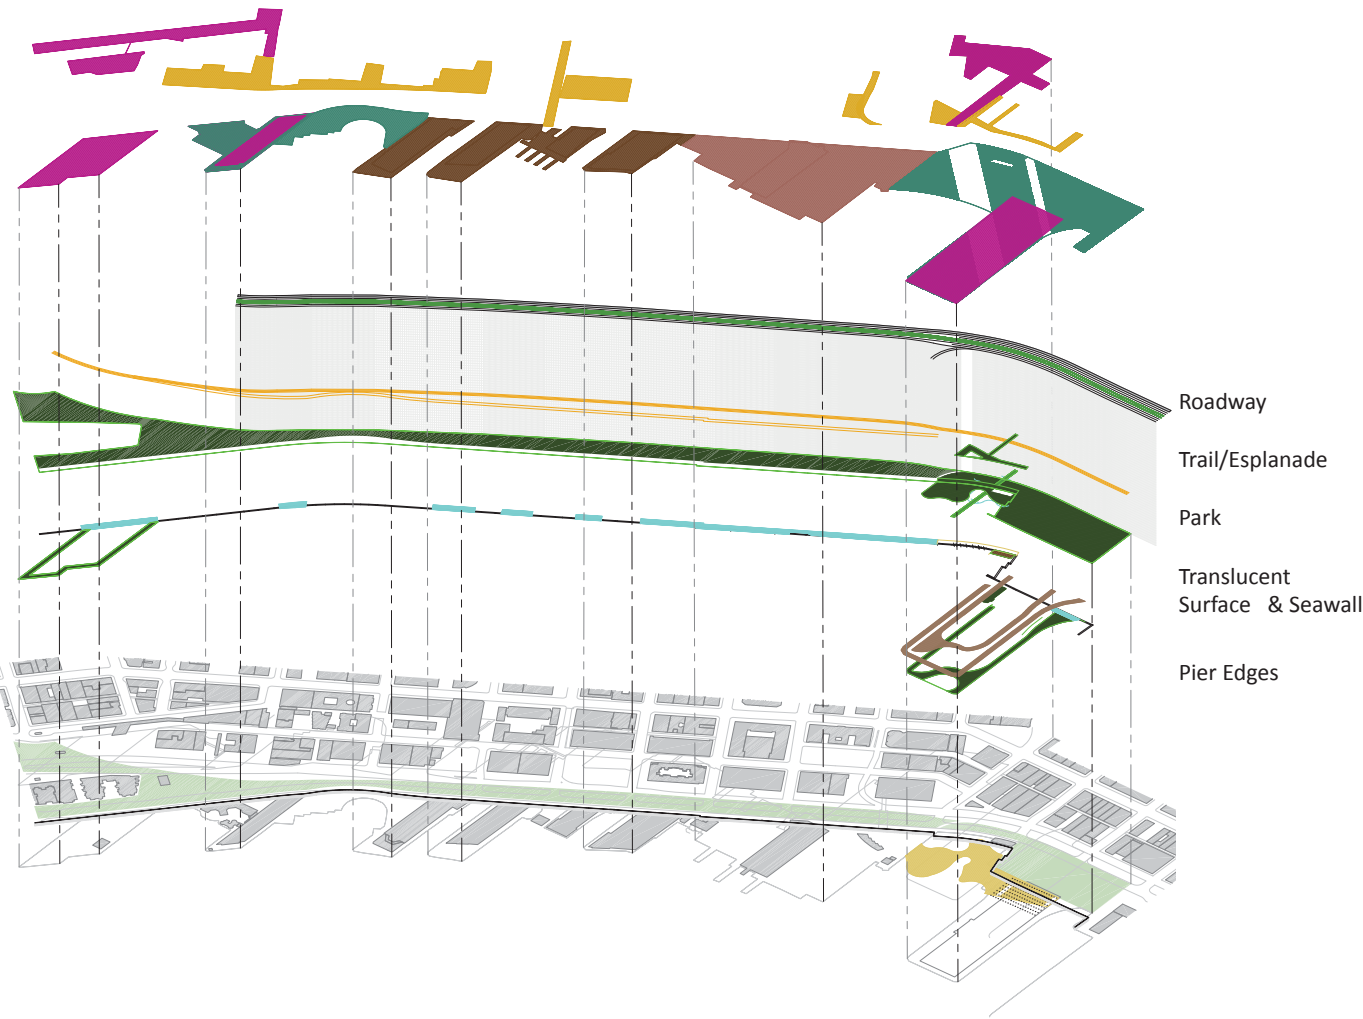 Roadway
Trail/Esplanade
Park
Translucent
Surface & Seawall
Pier Edges